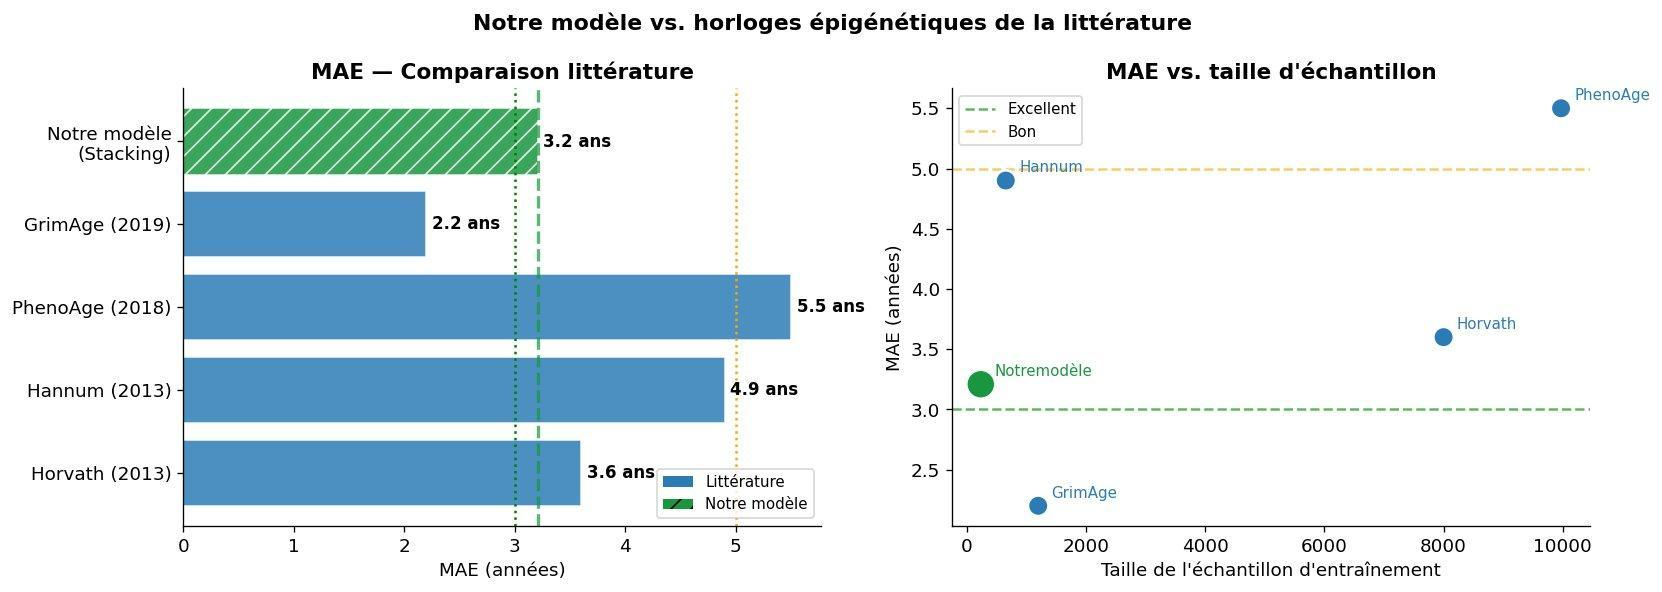 Notre modèle vs. horloges épigénétiques de la littérature
MAE — Comparaison littérature
Notre modèle
(Stacking)
3.2 ans
GrimAge (2019)
2.2 ans
PhenoAge (2018)
5.5 ans
Hannum (2013)
4.9 ans
Horvath (2013)
3.6 ans
Littérature
Notre modèle
0 1 2 3 4 5
MAE (années)
MAE vs. taille d'échantillon
Excellent
Bon
PhenoAge
Hannum
Horvath
Notremodèle
GrimAge
5.5
5.0
4.5
4.0
3.5
3.0
2.5
MAE (années)
0 2000 4000 6000 8000 10000
Taille de l'échantillon d'entraînement